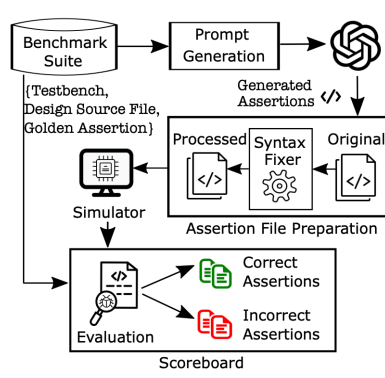 Benchmark
Suite
Prompt
Generation
{Testbench,
Design Source File,
Golden Assertion}
Generated
Assertions </>
Processed
Syntax
Fixer
Original
</>
</>
Assertion File Preparation
Simulator
</>
Evaluation
Correct
Assertions
Incorrect
Assertions
Scoreboard